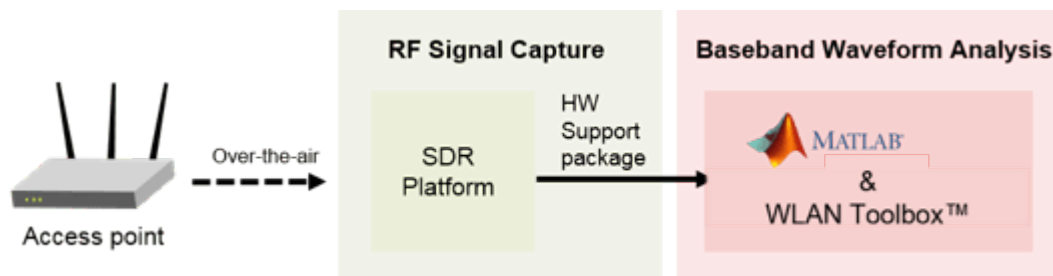 RF Signal Capture
Baseband Waveform Analysis
Over-the-air
Access point
SDR
Platform
HW
Support
package
MATLAB®
&
WLAN Toolbox™